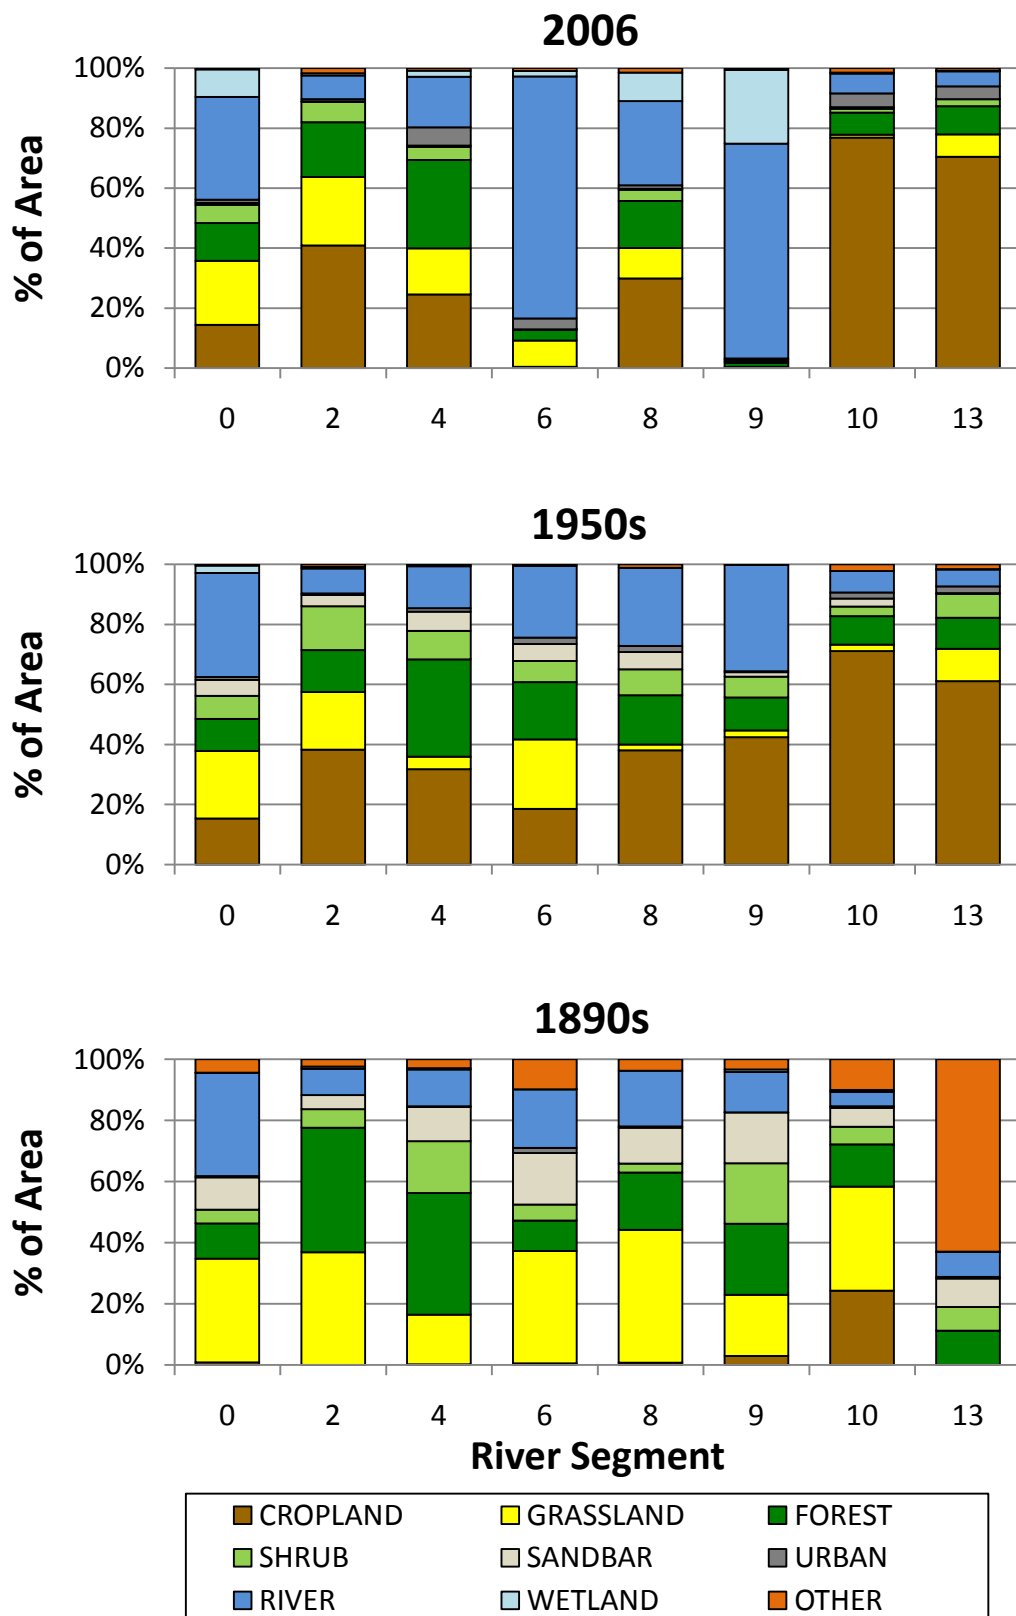 2006
% of Area
100%
80%
60%
40%
20%
0%
0 2 4 6 8 9 10 13
1950s
% of Area
100%
80%
60%
40%
20%
0%
0 2 4 6 8 9 10 13
1890s
% of Area
100%
80%
60%
40%
20%
0%
0 2 4 6 8 9 10 13
River Segment
CROPLAND GRASSLAND FOREST
SHRUB SANDBAR URBAN
RIVER WETLAND OTHER